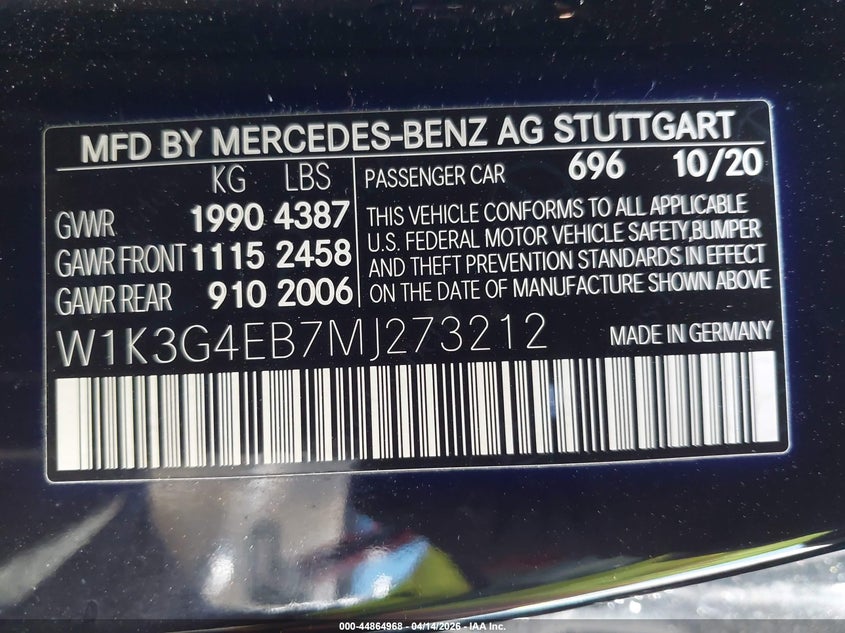 MFD BY MERCEDES-BENZ AG STUTTGART
KG LBS
GVWR 1990 4387
GAWR FRONT 1115 2458
GAWR REAR 910 2006
PASSENGER CAR 696 10/20
THIS VEHICLE CONFORMS TO ALL APPLICABLE
U.S. FEDERAL MOTOR VEHICLE SAFETY,BUMPER
AND THEFT PREVENTION STANDARDS IN EFFECT
ON THE DATE OF MANUFACTURE SHOWN ABOVE
W1K3G4EB7MJ273212
MADE IN GERMANY
000-44864968 - 04/14/2026 - IAA Inc.